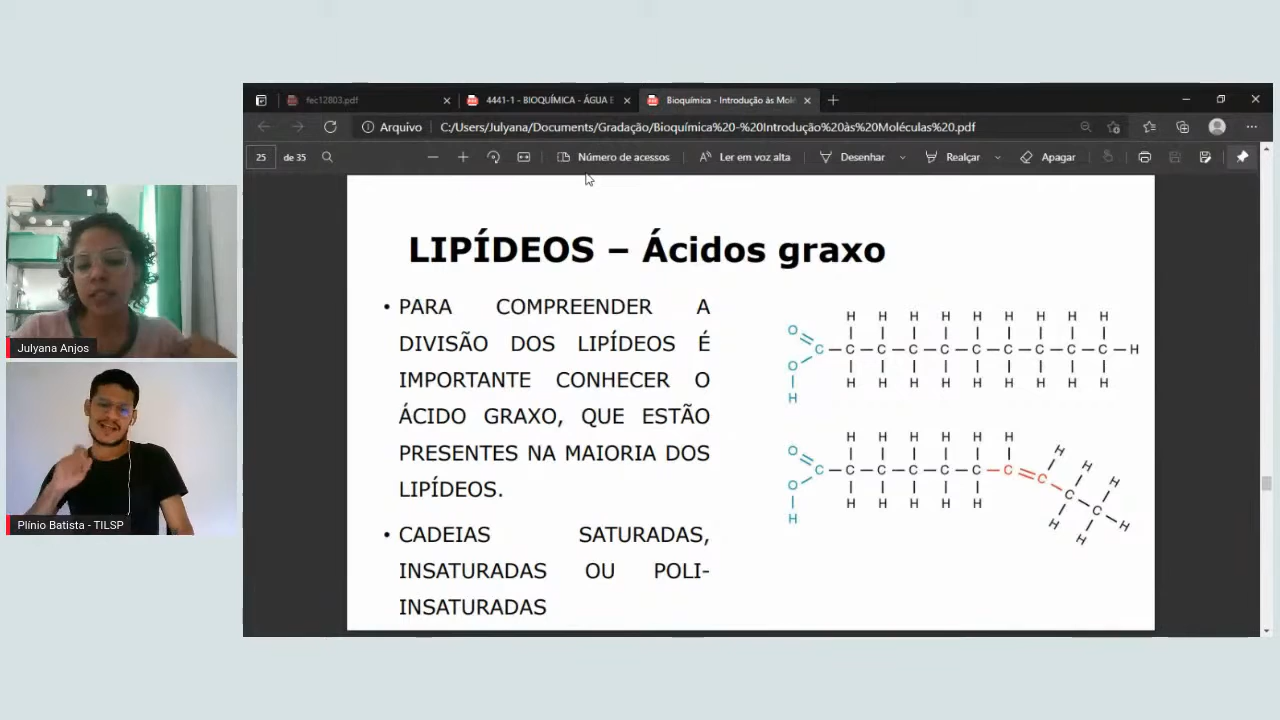 fec12803.pdf
4441-1 - BIOQUÍMICA - ÁGUA E
Bioquímica - Introdução às Mol
Arquivo
C:/Users/Julyana/Documents/Gradação/Bioquímica%20-%20Introdução%20às%20Moléculas%20.pdf
25 de 35
Número de acessos
Ler em voz alta
Desenhar
Realçar
Apagar
LIPÍDEOS – Ácidos graxo
• PARA COMPREENDER A
DIVISÃO DOS LIPÍDEOS É
IMPORTANTE CONHECER O
ÁCIDO GRAXO, QUE ESTÃO
PRESENTES NA MAIORIA DOS
LIPÍDEOS.
• CADEIAS SATURADAS,
INSATURADAS OU POLI-
INSATURADAS
H H H H H H H H H
O
C C C C C C C C C C H
O
H H H H H H H H H
H
H H H H H H
O H H H
C C C C C C C C C C
O
H H H H H H H H
H
Julyana Anjos
Plínio Batista - TILSP